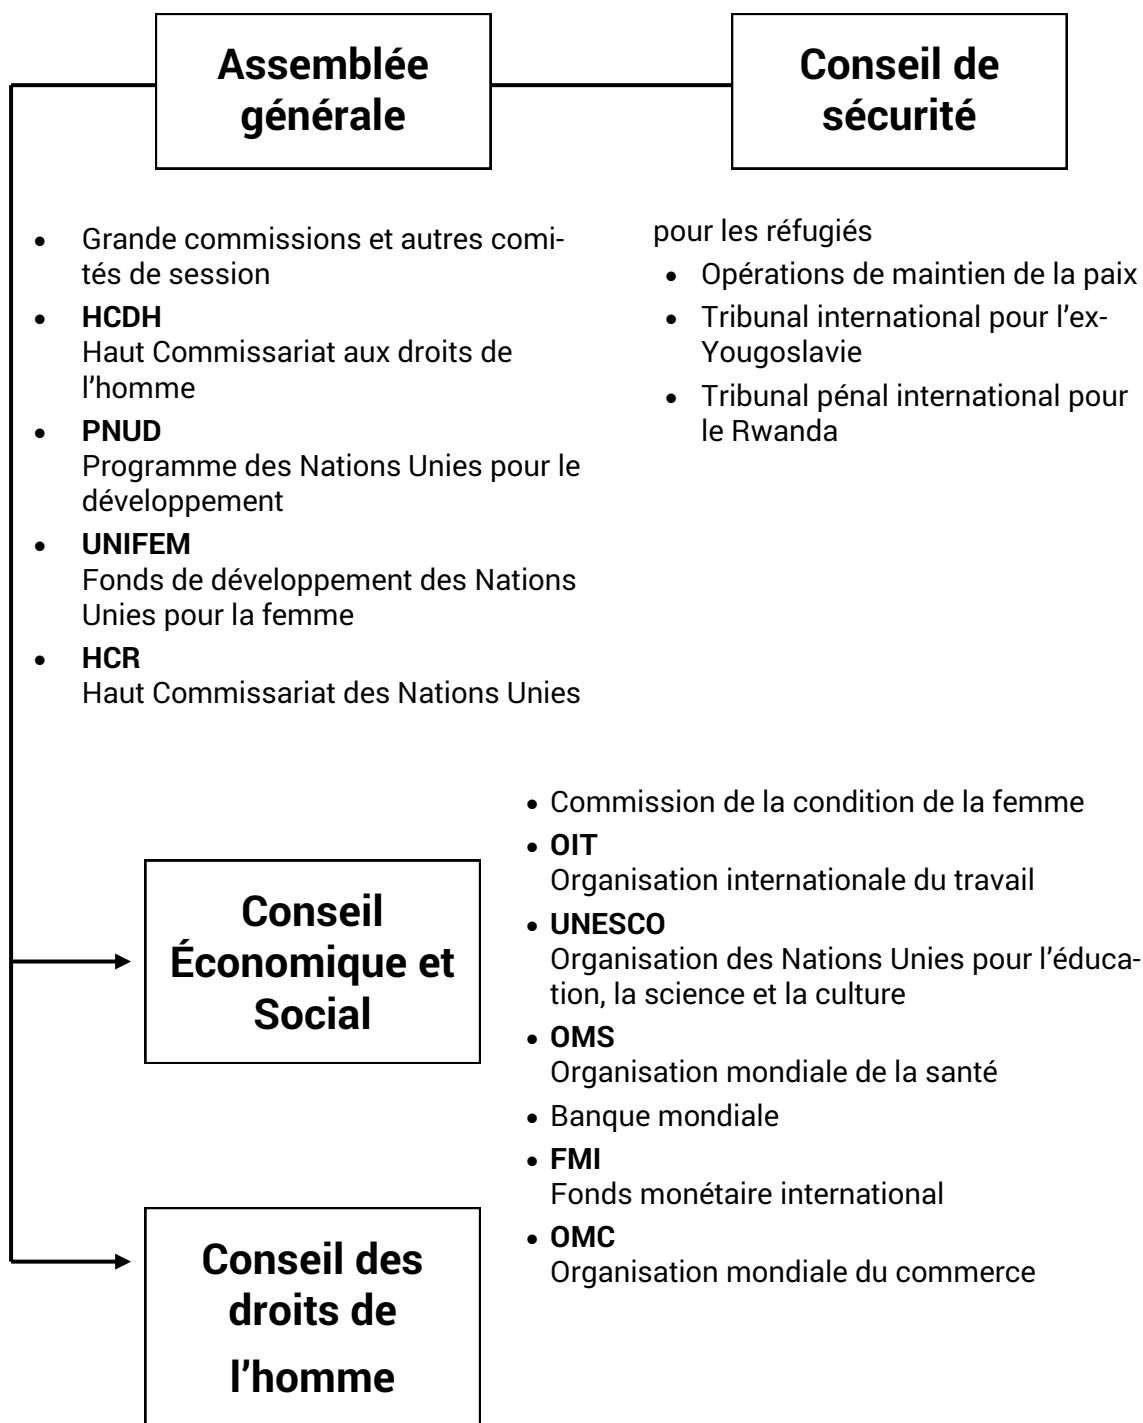 Assemblée
générale
Conseil de
sécurité
• Grande commissions et autres comi-
tés de session
• HCDH
Haut Commissariat aux droits de
l’homme
• PNUD
Programme des Nations Unies pour le
développement
• UNIFEM
Fonds de développement des Nations
Unies pour la femme
• HCR
Haut Commissariat des Nations Unies
pour les réfugiés
• Opérations de maintien de la paix
• Tribunal international pour l’ex-
Yougoslavie
• Tribunal pénal international pour
le Rwanda
Conseil
Économique et
Social
• Commission de la condition de la femme
• OIT
Organisation internationale du travail
• UNESCO
Organisation des Nations Unies pour l’éduca-
tion, la science et la culture
• OMS
Organisation mondiale de la santé
• Banque mondiale
• FMI
Fonds monétaire international
• OMC
Organisation mondiale du commerce
Conseil des
droits de
l’homme